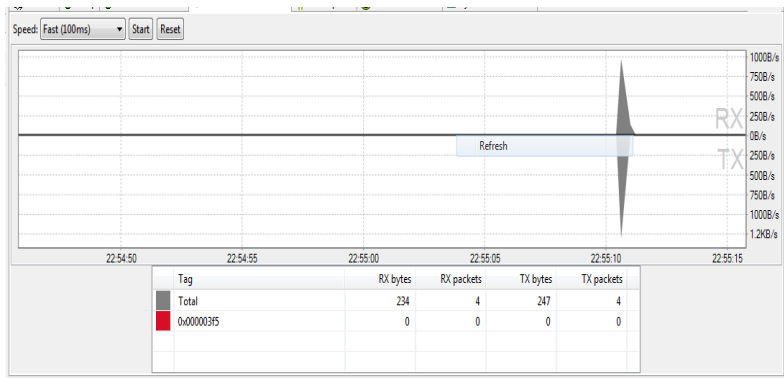 Speed: Fast (100ms) Start Reset
1000B/s
750B/s
500B/s
RX 250B/s
0B/s
Refresh
TX 250B/s
500B/s
750B/s
1000B/s
1.2KB/s
22:54:50 22:54:55 22:55:00 22:55:05 22:55:10 22:55:15
Tag RX bytes RX packets TX bytes TX packets
Total 234 4 247 4
0x000003f5 0 0 0 0